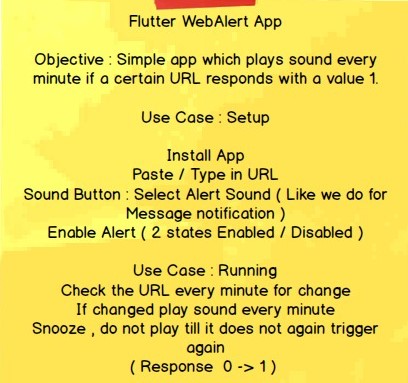 Flutter WebAlert App
Objective : Simple app which plays sound every
minute if a certain URL responds with a value 1.
Use Case : Setup
Install App
Paste / Type in URL
Sound Button : Select Alert Sound ( Like we do for
Message notification )
Enable Alert ( 2 states Enabled / Disabled )
Use Case : Running
Check the URL every minute for change
If changed play sound every minute
Snooze , do not play till it does not again trigger
again
( Response 0 -> 1 )